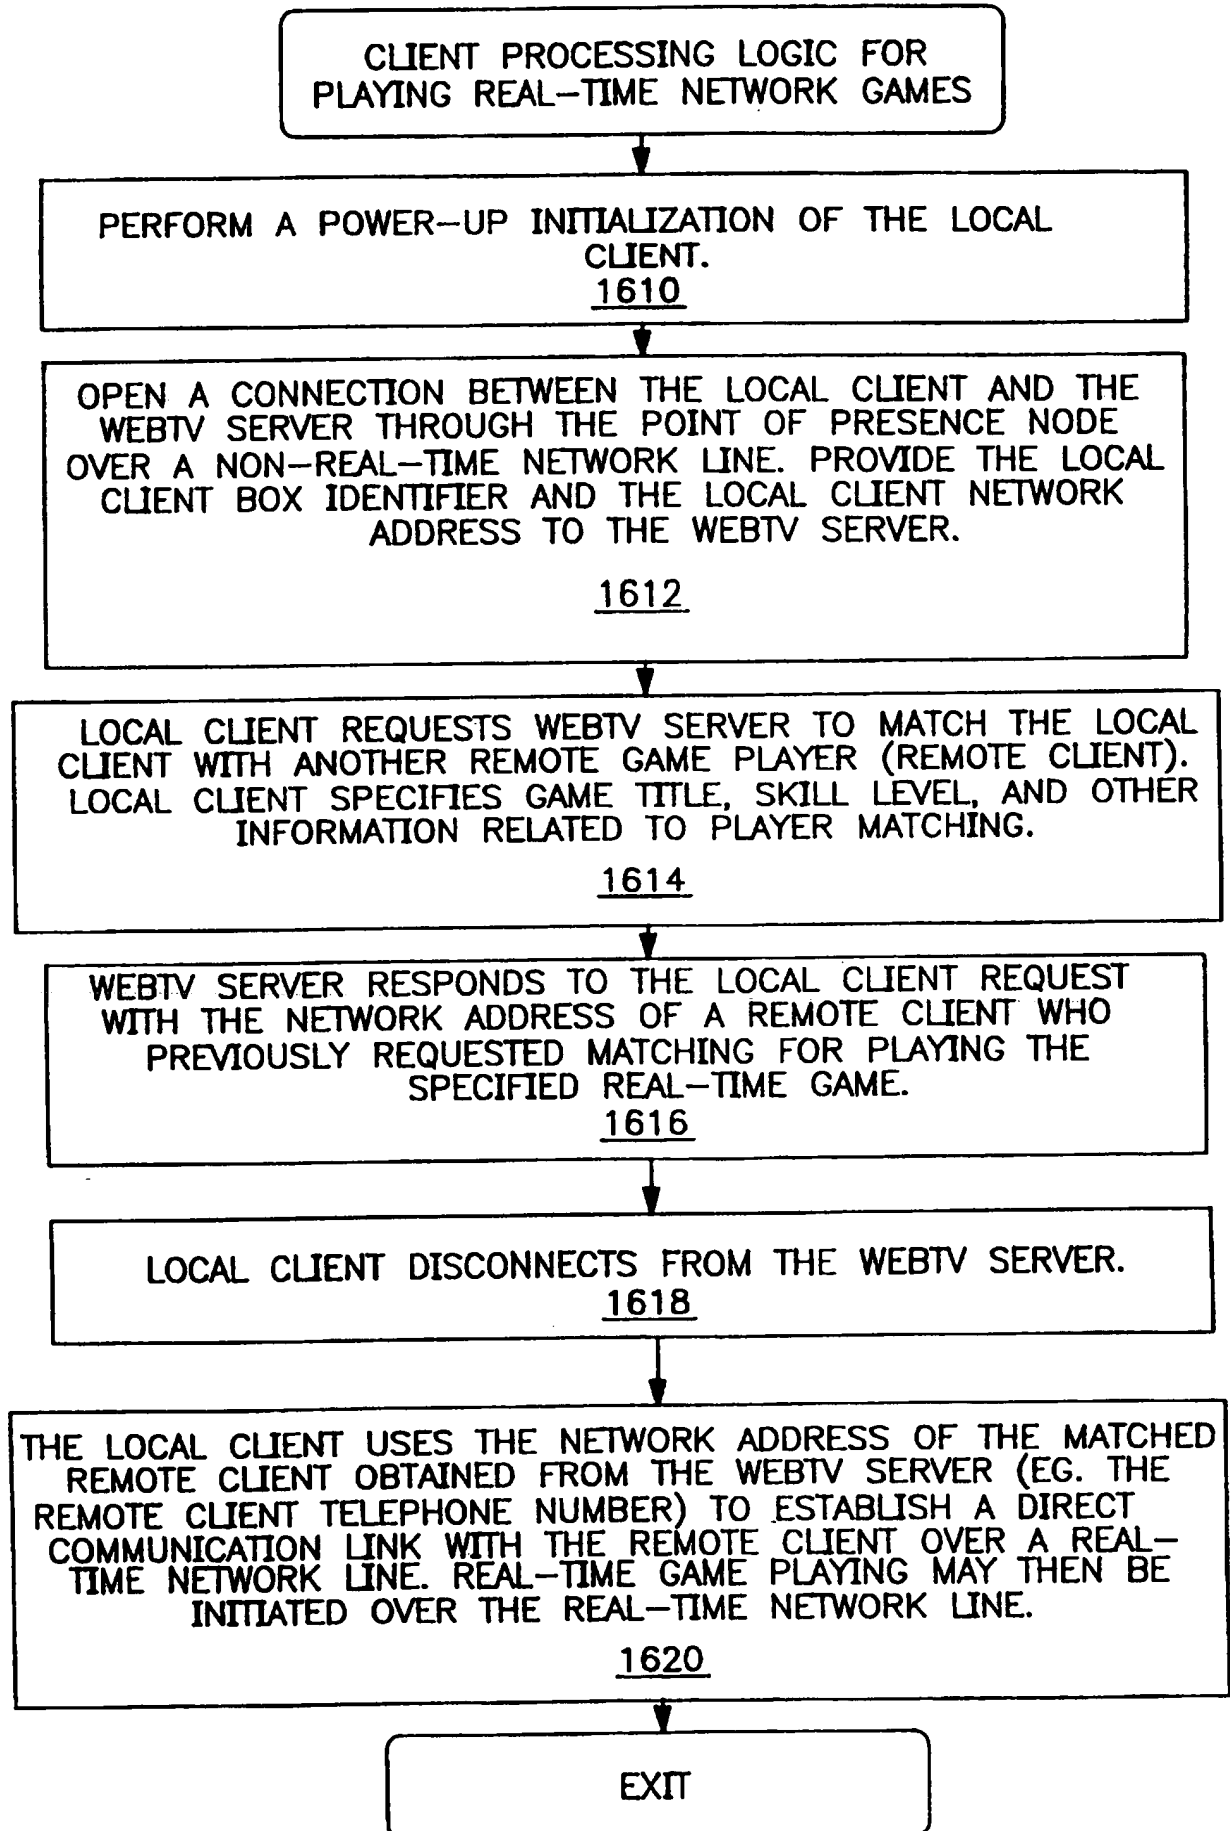 CLIENT PROCESSING LOGIC FOR
PLAYING REAL-TIME NETWORK GAMES
PERFORM A POWER-UP INITIALIZATION OF THE LOCAL
CLIENT.
1610
OPEN A CONNECTION BETWEEN THE LOCAL CLIENT AND THE
WEBTV SERVER THROUGH THE POINT OF PRESENCE NODE
OVER A NON-REAL-TIME NETWORK LINE. PROVIDE THE LOCAL
CLIENT BOX IDENTIFIER AND THE LOCAL CLIENT NETWORK
ADDRESS TO THE WEBTV SERVER.
1612
LOCAL CLIENT REQUESTS WEBTV SERVER TO MATCH THE LOCAL
CLIENT WITH ANOTHER REMOTE GAME PLAYER (REMOTE CLIENT).
LOCAL CLIENT SPECIFIES GAME TITLE, SKILL LEVEL, AND OTHER
INFORMATION RELATED TO PLAYER MATCHING.
1614
WEBTV SERVER RESPONDS TO THE LOCAL CLIENT REQUEST
WITH THE NETWORK ADDRESS OF A REMOTE CLIENT WHO
PREVIOUSLY REQUESTED MATCHING FOR PLAYING THE
SPECIFIED REAL-TIME GAME.
1616
LOCAL CLIENT DISCONNECTS FROM THE WEBTV SERVER.
1618
THE LOCAL CLIENT USES THE NETWORK ADDRESS OF THE MATCHED
REMOTE CLIENT OBTAINED FROM THE WEBTV SERVER (EG. THE
REMOTE CLIENT TELEPHONE NUMBER) TO ESTABLISH A DIRECT
COMMUNICATION LINK WITH THE REMOTE CLIENT OVER A REAL-
TIME NETWORK LINE. REAL-TIME GAME PLAYING MAY THEN BE
INITIATED OVER THE REAL-TIME NETWORK LINE.
1620
EXIT